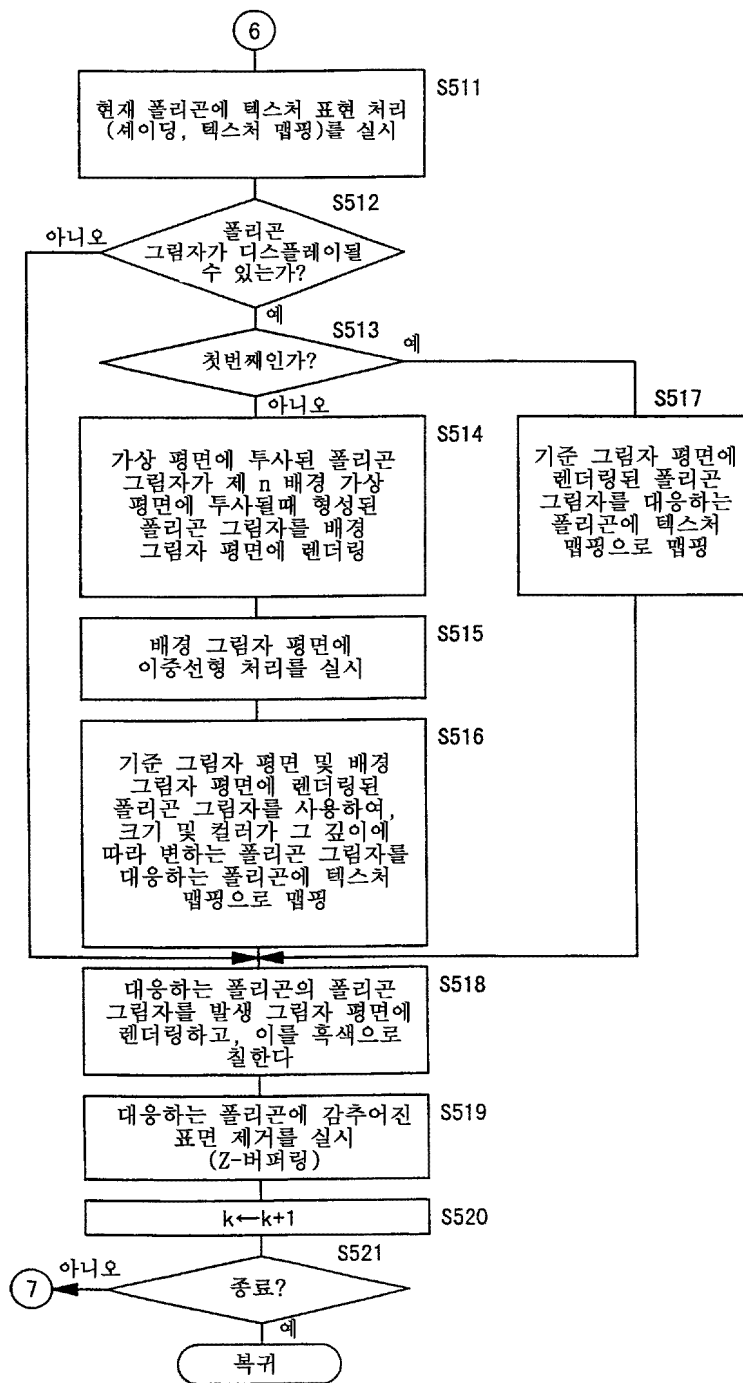 6
S511
현재 폴리곤에 텍스처 표현 처리
(셰이딩, 텍스처 맵핑)를 실시
S512
아니오
폴리곤
그림자가 디스플레이될
수 있는가?
예
S513
예
첫번째인가?
아니오
S514
가상 평면에 투사된 폴리곤
그림자가 제 n 배경 가상
평면에 투사될때 형성된
폴리곤 그림자를 배경
그림자 평면에 렌더링
S517
기준 그림자 평면에
렌더링된 폴리곤
그림자를 대응하는
폴리곤에 텍스처
맵핑으로 맵핑
S515
배경 그림자 평면에
이중선형 처리를 실시
S516
기준 그림자 평면 및 배경
그림자 평면에 렌더링된
폴리곤 그림자를 사용하여,
크기 및 컬러가 그 깊이에
따라 변하는 폴리곤 그림자를
대응하는 폴리곤에 텍스처
맵핑으로 맵핑
S518
대응하는 폴리곤의 폴리곤
그림자를 발생 그림자 평면에
렌더링하고, 이를 흑색으로
칠한다
S519
대응하는 폴리곤에 감추어진
표면 제거를 실시
(Z-버퍼링)
k←k+1
S520
S521
아니오
7
종료?
예
복귀